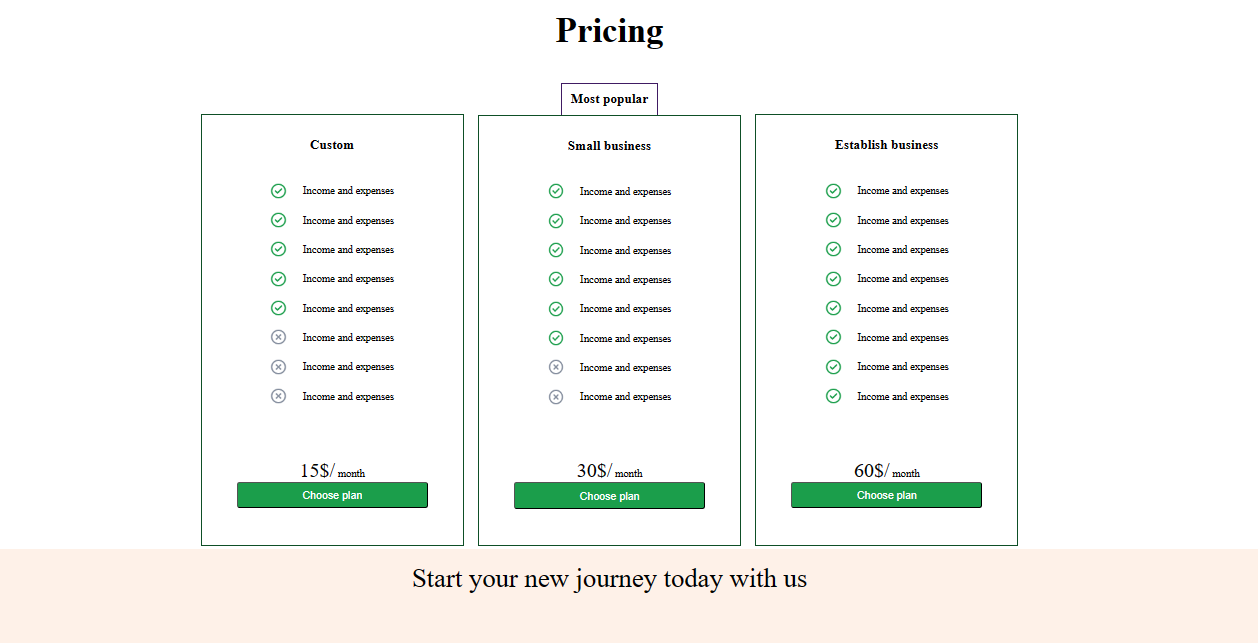 Pricing
Most popular
Custom
Income and expenses
Income and expenses
Income and expenses
Income and expenses
Income and expenses
Income and expenses
Income and expenses
Income and expenses
15$/ month
Choose plan
Small business
Income and expenses
Income and expenses
Income and expenses
Income and expenses
Income and expenses
Income and expenses
Income and expenses
Income and expenses
30$/ month
Choose plan
Establish business
Income and expenses
Income and expenses
Income and expenses
Income and expenses
Income and expenses
Income and expenses
Income and expenses
Income and expenses
60$/ month
Choose plan
Start your new journey today with us